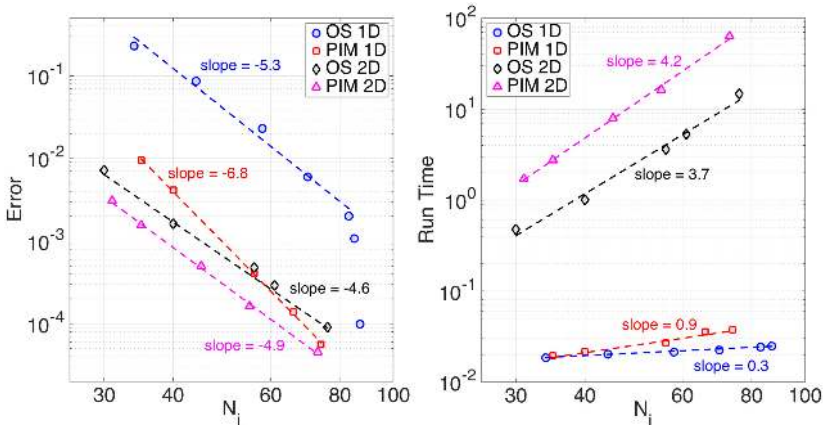 OS 1D
PIM 1D
OS 2D
PIM 2D
slope = -5.3
slope = -6.8
slope = -4.6
slope = -4.9
10^-1
10^-2
10^-3
10^-4
Error
30 40 60 80 100
N_i
OS 1D
PIM 1D
OS 2D
PIM 2D
slope = 4.2
slope = 3.7
slope = 0.9
slope = 0.3
10^2
10^1
10^0
10^-1
10^-2
Run Time
30 40 60 80 100
N_i